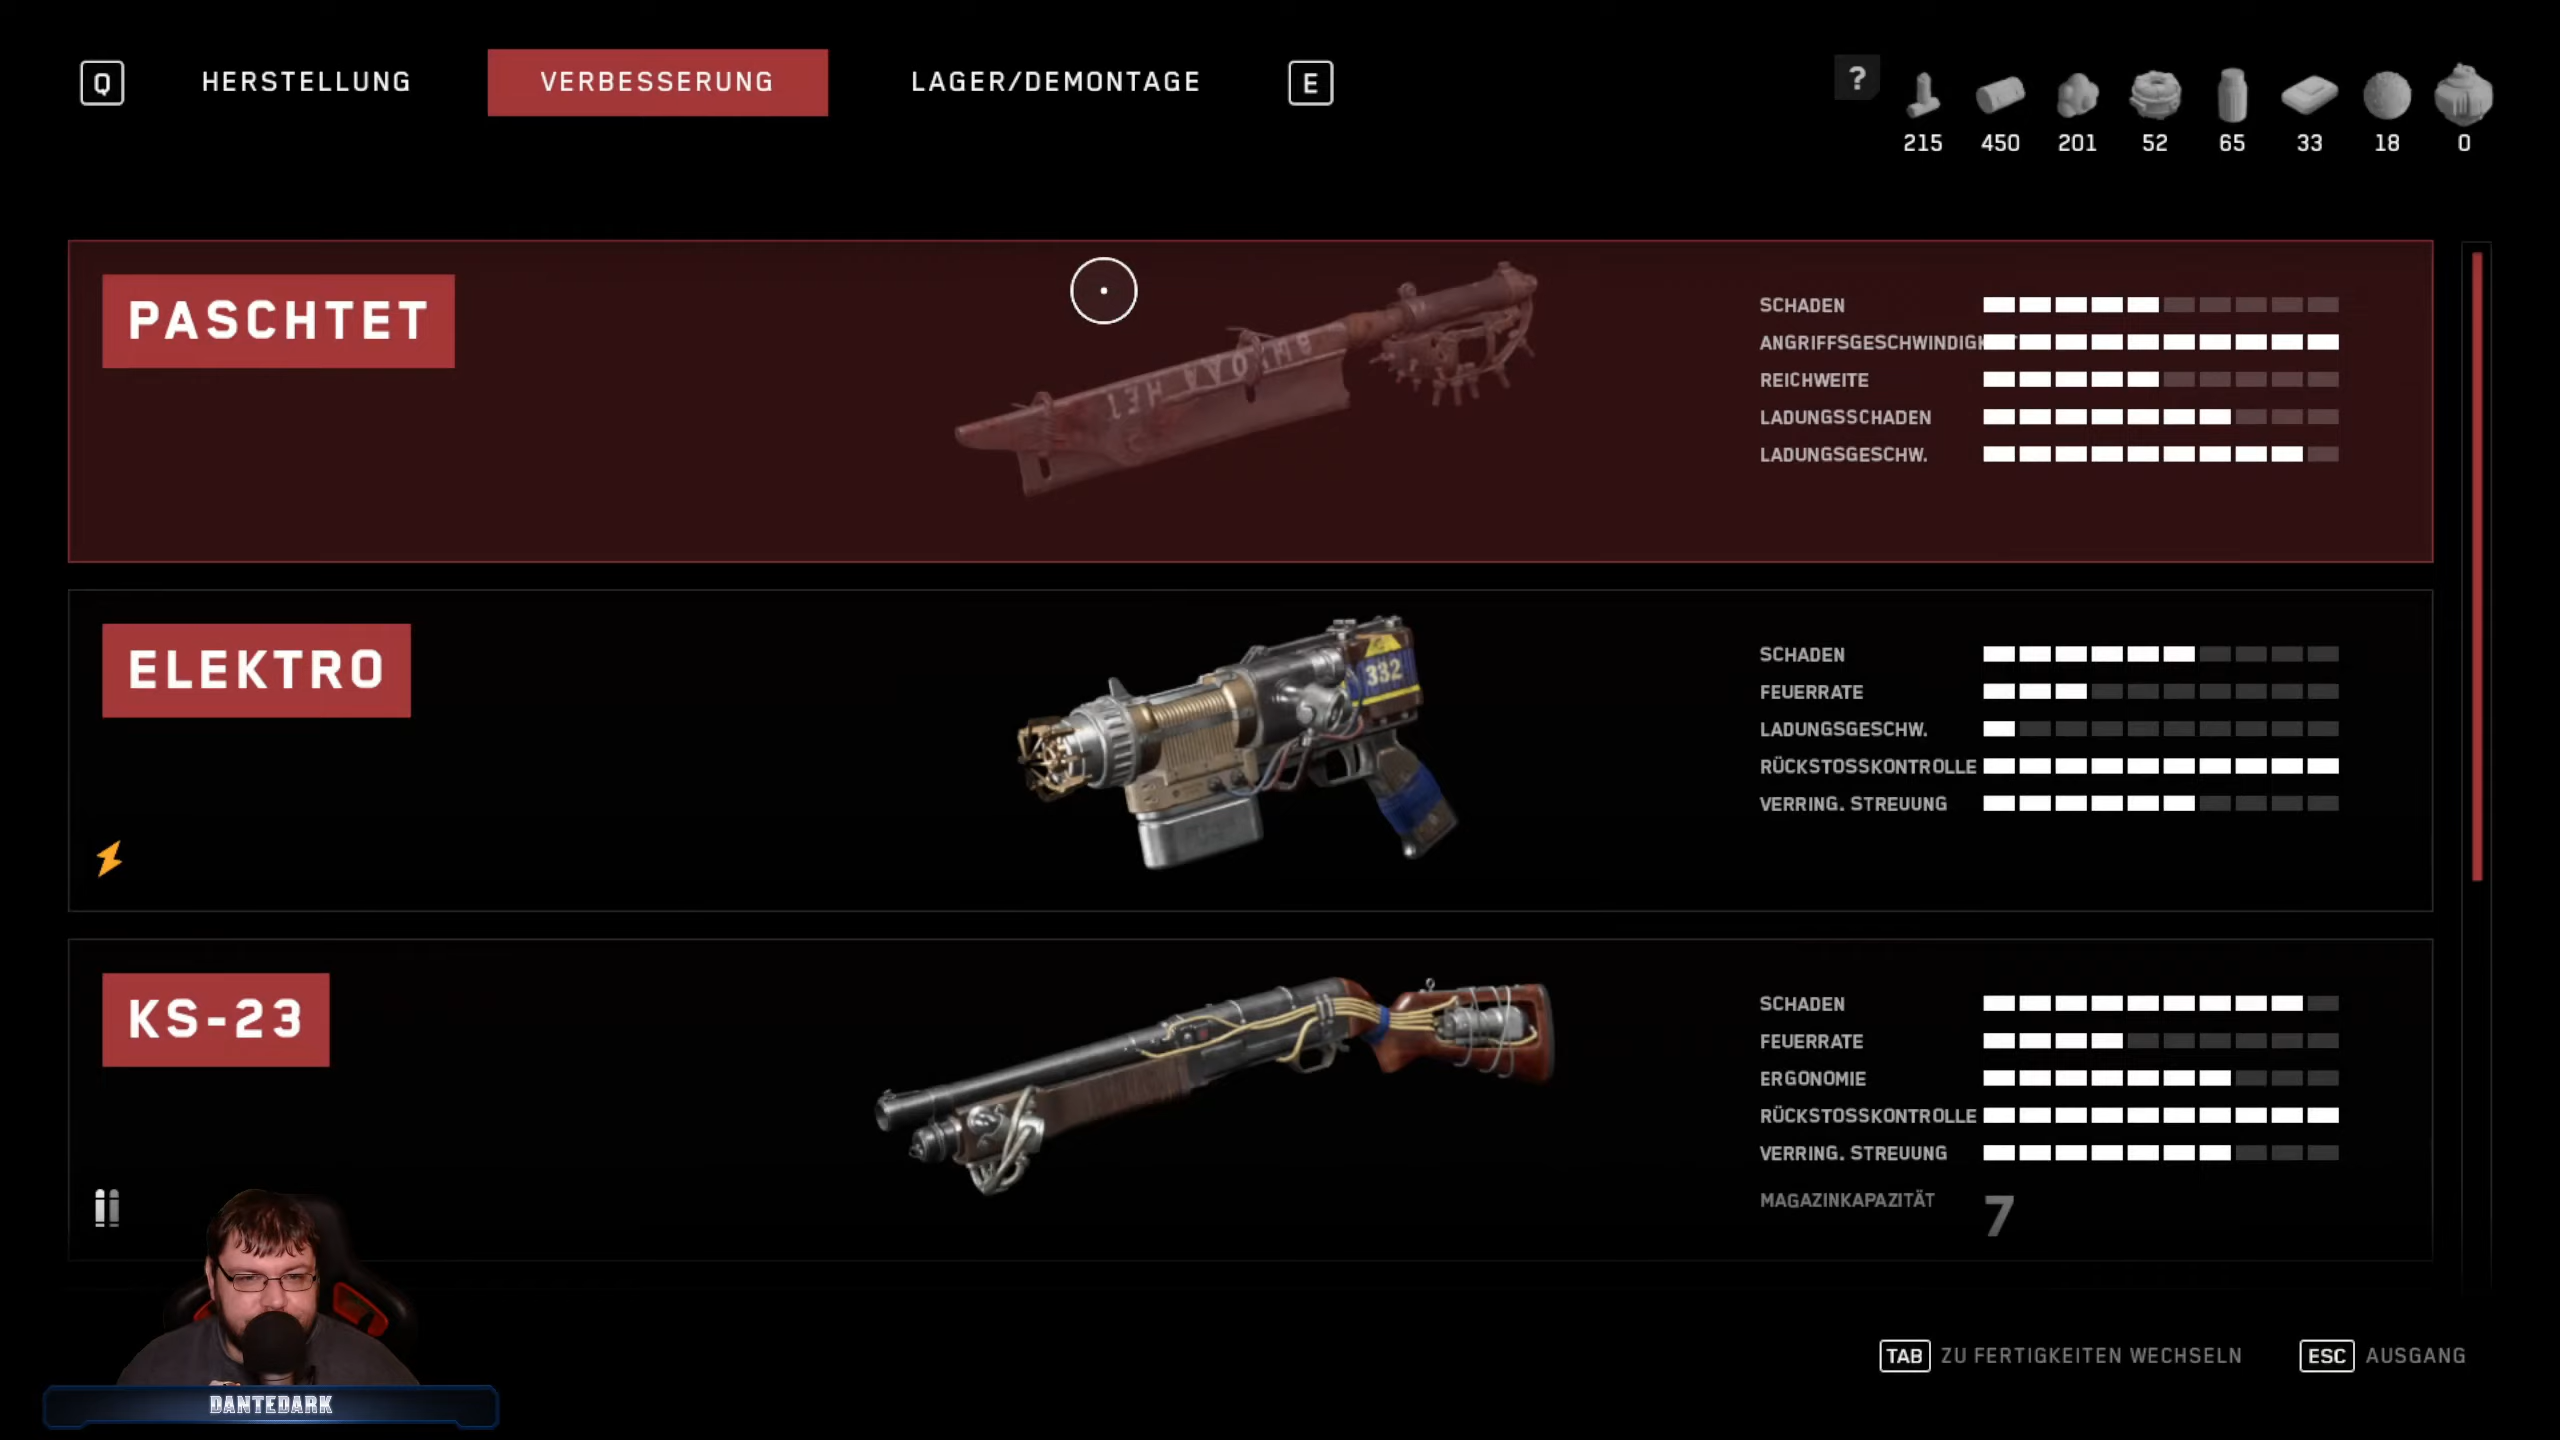 Q HERSTELLUNG VERBESSERUNG LAGER/DEMONTAGE E ?
215 450 201 52 65 33 18 0
PASCHTET
SCHADEN
ANGRIFFSGESCHWINDIGK
REICHWEITE
LADUNGSSCHADEN
LADUNGSGESCHW.
ELEKTRO
332
SCHADEN
FEUERRATE
LADUNGSGESCHW.
RÜCKSTOSSKONTROLLE
VERRING. STREUUNG
KS-23
SCHADEN
FEUERRATE
ERGONOMIE
RÜCKSTOSSKONTROLLE
VERRING. STREUUNG
MAGAZINKAPAZITÄT 7
TAB ZU FERTIGKEITEN WECHSELN ESC AUSGANG
DANTEDARK